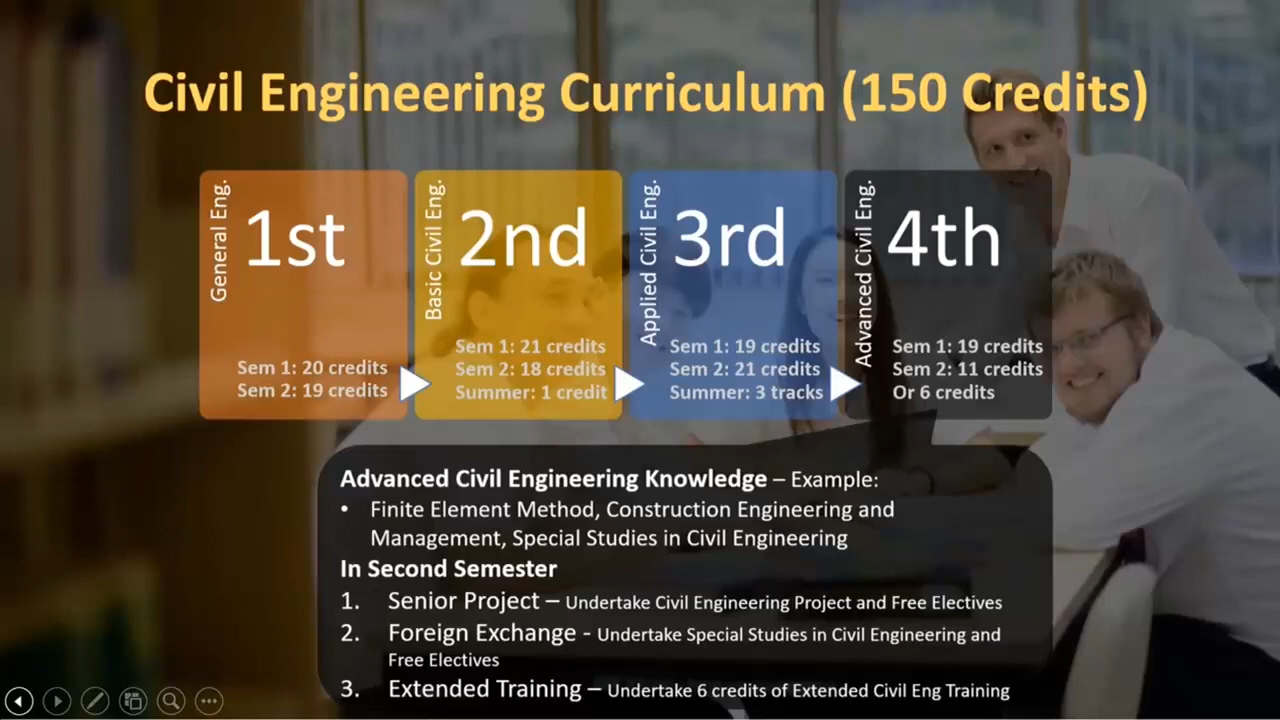 Civil Engineering Curriculum (150 Credits)
General Eng.
1st
Sem 1: 20 credits
Sem 2: 19 credits
Basic Civil Eng.
2nd
Sem 1: 21 credits
Sem 2: 18 credits
Summer: 1 credit
Applied Civil Eng.
3rd
Sem 1: 19 credits
Sem 2: 21 credits
Summer: 3 tracks
Advanced Civil Eng.
4th
Sem 1: 19 credits
Sem 2: 11 credits
Or 6 credits
Advanced Civil Engineering Knowledge – Example:
• Finite Element Method, Construction Engineering and
Management, Special Studies in Civil Engineering
In Second Semester
1. Senior Project – Undertake Civil Engineering Project and Free Electives
2. Foreign Exchange - Undertake Special Studies in Civil Engineering and
Free Electives
3. Extended Training – Undertake 6 credits of Extended Civil Eng Training